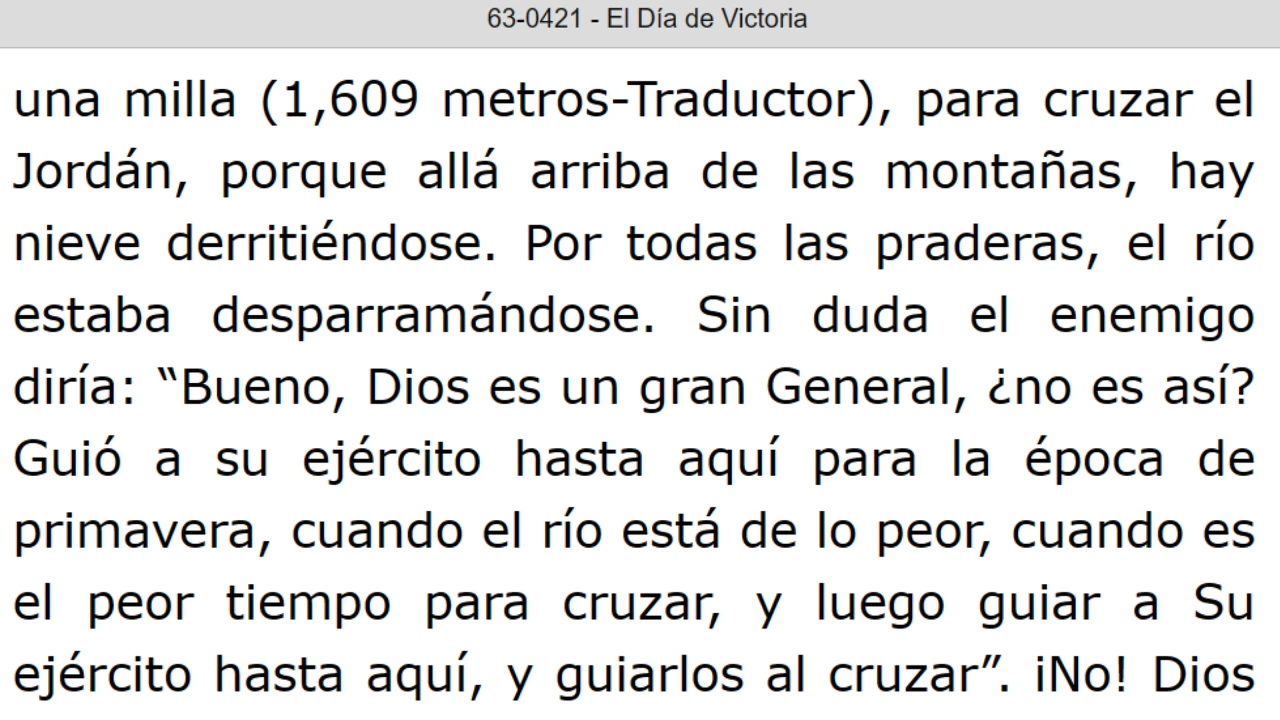 63-0421 - El Día de Victoria
una milla (1,609 metros-Traductor), para cruzar el
Jordán, porque allá arriba de las montañas, hay
nieve derritiéndose. Por todas las praderas, el río
estaba desparramándose. Sin duda el enemigo
diría: “Bueno, Dios es un gran General, ¿no es así?
Guió a su ejército hasta aquí para la época de
primavera, cuando el río está de lo peor, cuando es
el peor tiempo para cruzar, y luego guiar a Su
ejército hasta aquí, y guiarlos al cruzar”. ¡No! Dios